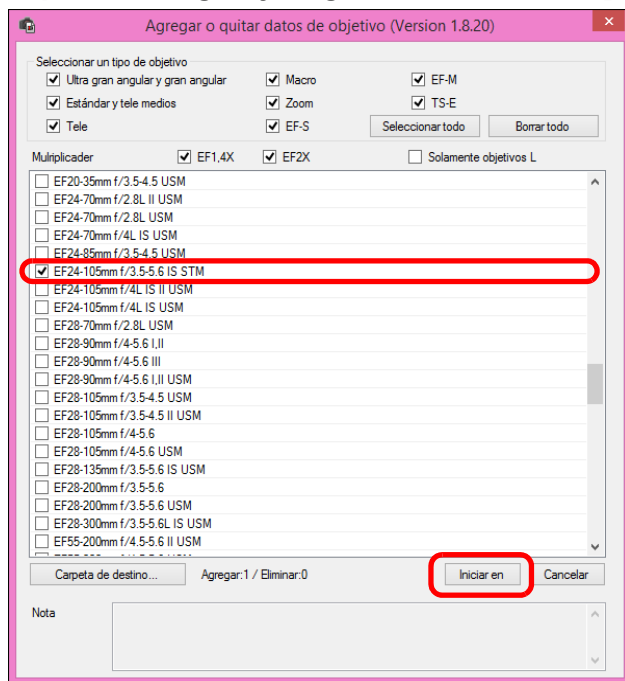 Agregar o quitar datos de objetivo (Version 1.8.20)
Seleccionar un tipo de objetivo
Ultra gran angular y gran angular Macro EF-M
Estándar y tele medios Zoom TS-E
Tele EF-S Seleccionar todo Borrar todo
Mulriplicader EF1,4X EF2X Solamente objetivos L
EF20-35mm f/3.5-4.5 USM
EF24-70mm f/2.8L II USM
EF24-70mm f/2.8L USM
EF24-70mm f/4L IS USM
EF24-85mm f/3.5-4.5 USM
EF24-105mm f/3.5-5.6 IS STM
EF24-105mm f/4L IS II USM
EF24-105mm f/4L IS USM
EF28-70mm f/2.8L USM
EF28-90mm f/4-5.6 I,II
EF28-90mm f/4-5.6 III
EF28-90mm f/4-5.6 I,II USM
EF28-105mm f/3.5-4.5 USM
EF28-105mm f/3.5-4.5 II USM
EF28-105mm f/4-5.6
EF28-105mm f/4-5.6 USM
EF28-135mm f/3.5-5.6 IS USM
EF28-200mm f/3.5-5.6
EF28-200mm f/3.5-5.6 USM
EF28-300mm f/3.5-5.6L IS USM
EF55-200mm f/4.5-5.6 II USM
Carpeta de destino... Agregar:1 / Eliminar:0 Iniciar en Cancelar
Nota